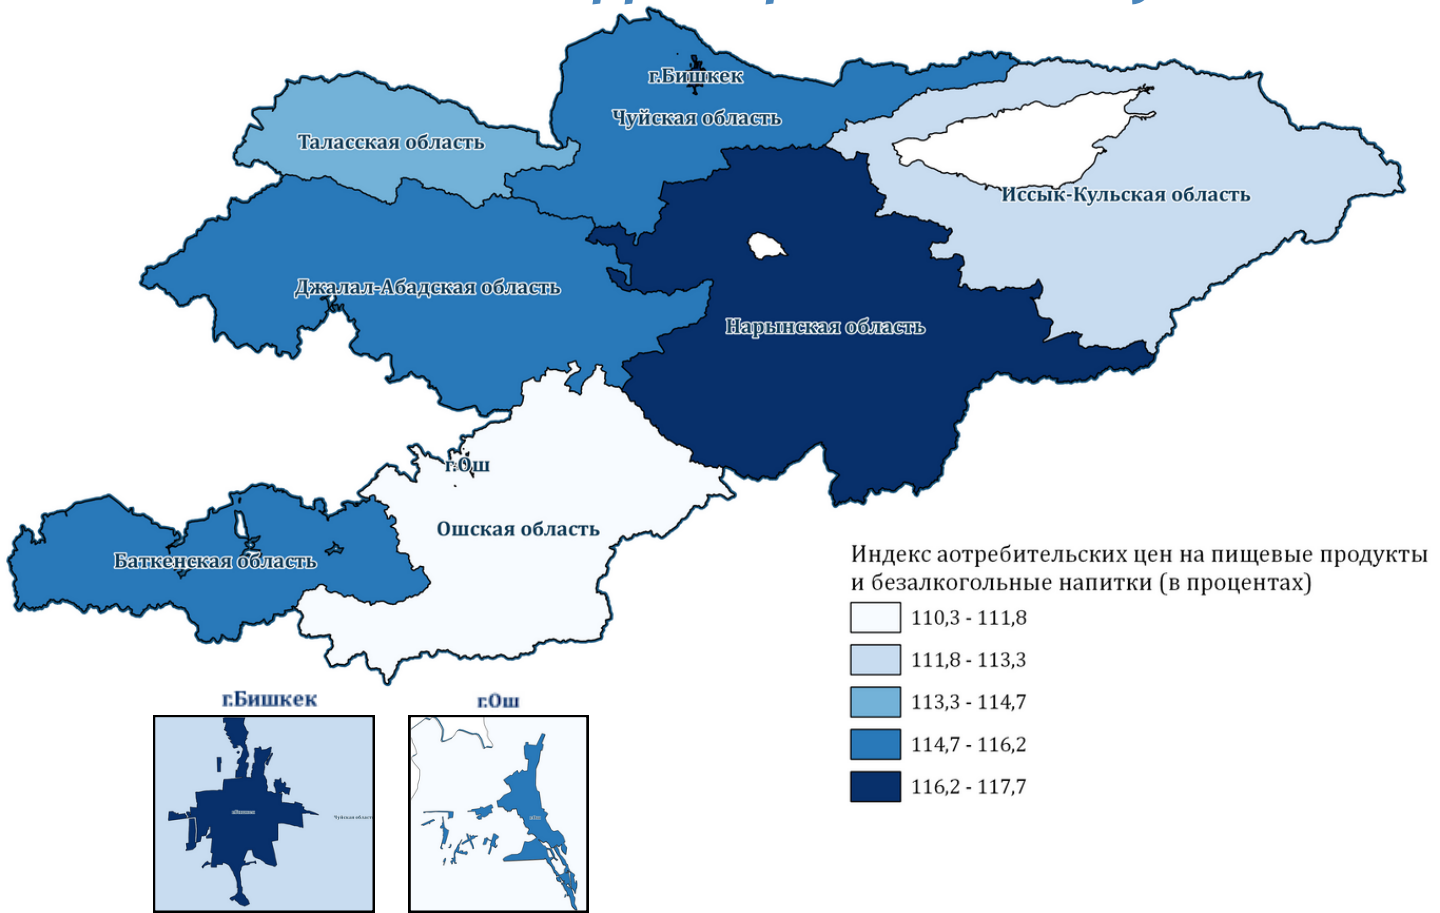 г.Бишкек
Чуйская область
Таласская область
Иссык-Кульская область
Джалал-Абадская область
Нарынская область
г.Ош
Ошская область
Баткенская область
Индекс аотребительских цен на пищевые продукты
и безалкогольные напитки (в процентах)
110,3 - 111,8
111,8 - 113,3
113,3 - 114,7
114,7 - 116,2
116,2 - 117,7
г.Бишкек
г.Ош
Чуйская область